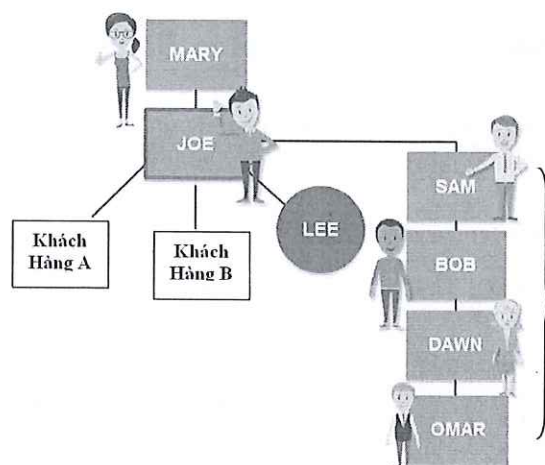 MARY
JOE
SAM
LEE
Khách
Hàng A
Khách
Hàng B
BOB
DAWN
OMAR